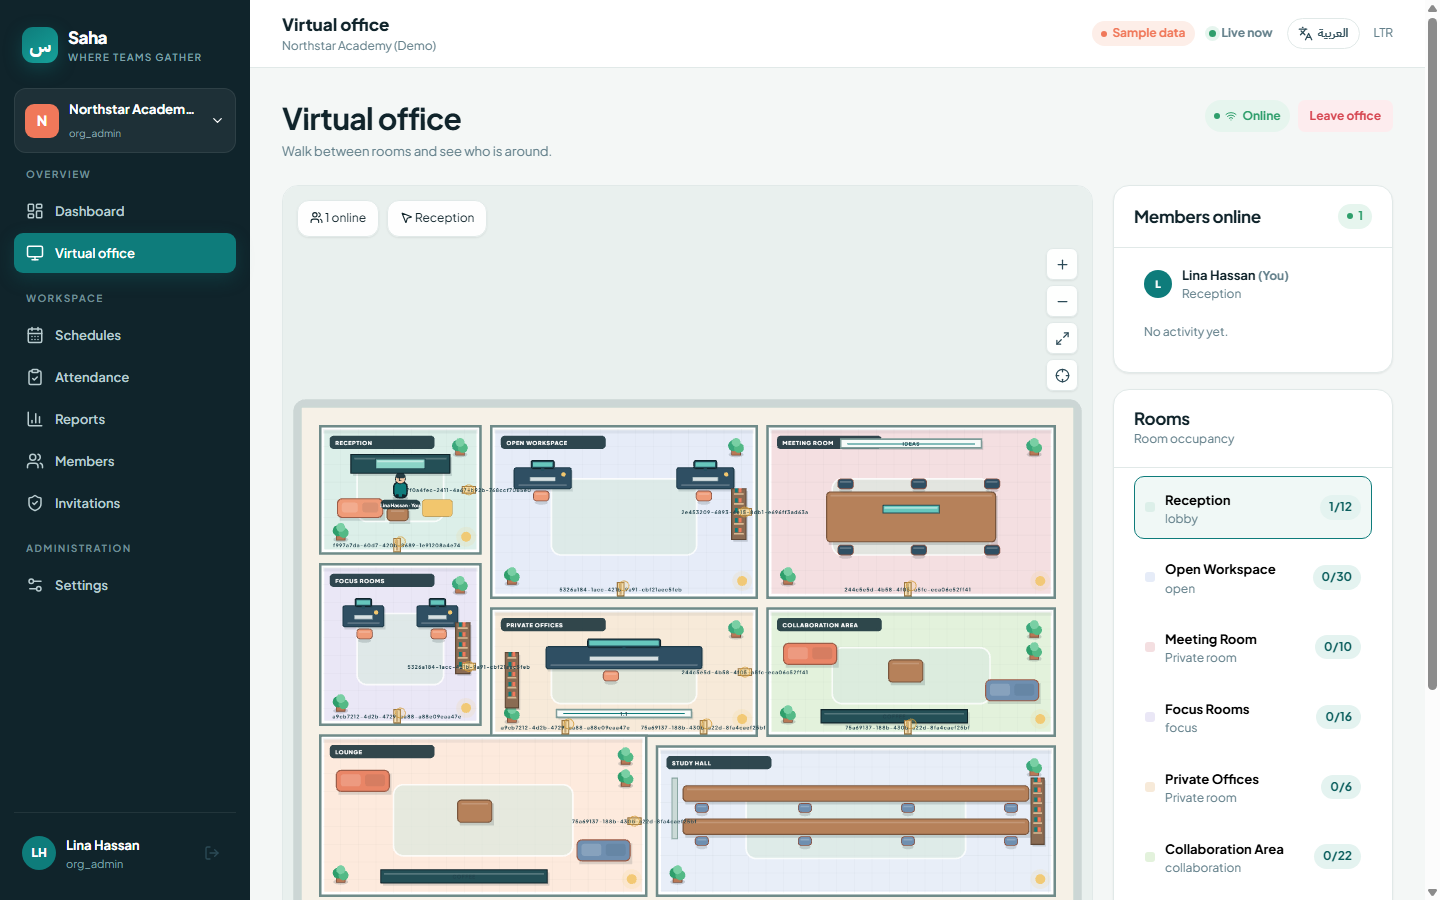 س
Saha
WHERE TEAMS GATHER
N
Northstar Academ...
org_admin
OVERVIEW
Dashboard
Virtual office
WORKSPACE
Schedules
Attendance
Reports
Members
Invitations
ADMINISTRATION
Settings
LH
Lina Hassan
org_admin
Virtual office
Northstar Academy (Demo)
Sample data
Live now
العربية
LTR
Virtual office
Walk between rooms and see who is around.
Online
Leave office
1 online
Reception
RECEPTION
OPEN WORKSPACE
MEETING ROOM
IDEAS
FOCUS ROOMS
PRIVATE OFFICES
1:1
COLLABORATION AREA
LOUNGE
STUDY HALL
Members online
1
L
Lina Hassan (You)
Reception
No activity yet.
Rooms
Room occupancy
Reception
lobby
1/12
Open Workspace
open
0/30
Meeting Room
Private room
0/10
Focus Rooms
focus
0/16
Private Offices
Private room
0/6
Collaboration Area
collaboration
0/22